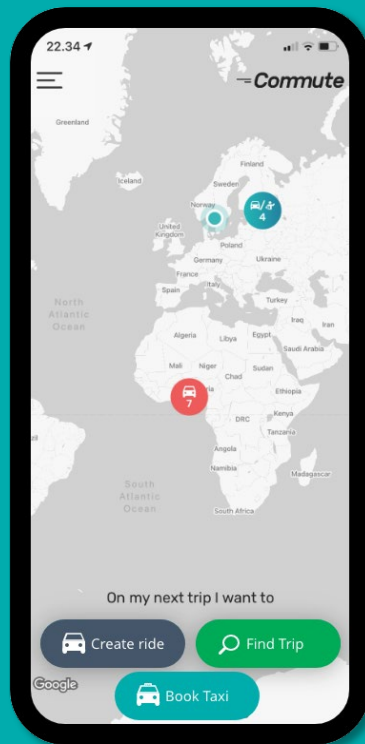 22.34
Commute
Greenland
Iceland
Finland
Sweden
Norway
4
United
Kingdom
Poland
Germany
Ukraine
France
Italy
Spain
Turkey
North
Atlantic
Ocean
Iraq
Iran
Algeria
Libya
Egypt
Saudi Arabia
Mali
Niger
Chad
Sudan
7
Ethiopia
Kenya
DRC
Tanzania
Angola
Namibia
Madagascar
South
Atlantic
Ocean
South Africa
On my next trip I want to
Create ride
Find Trip
Google
Book Taxi